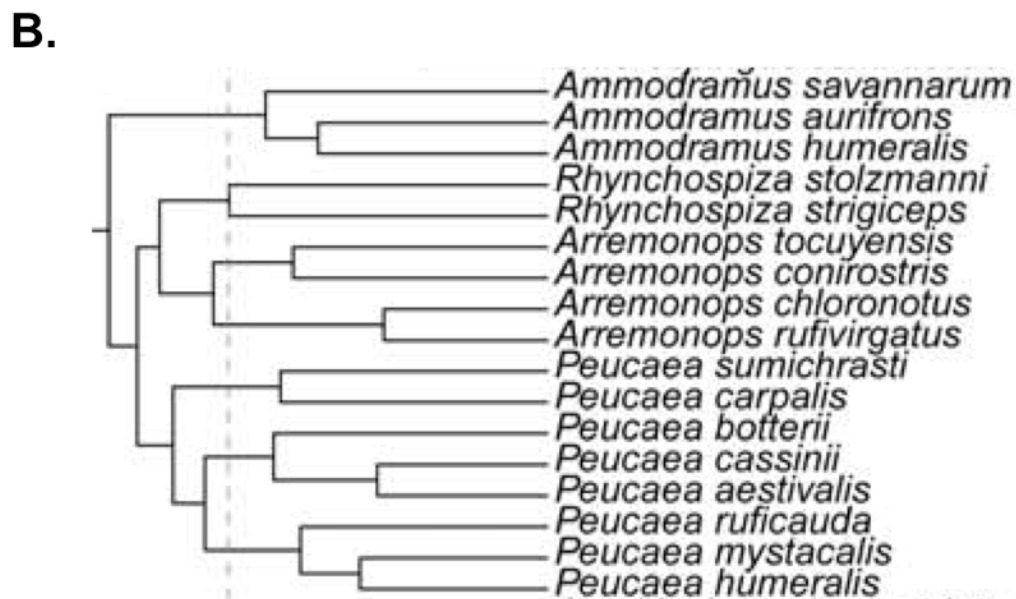 B.
Ammodramus savannarum
Ammodramus aurifrons
Ammodramus humeralis
Rhynchospiza stolzmanni
Rhynchospiza strigiceps
Arremonops tocuyensis
Arremonops conirostris
Arremonops chloronotus
Arremonops rufivirgatus
Peucaea sumichrasti
Peucaea carpalis
Peucaea botterii
Peucaea cassinii
Peucaea aestivalis
Peucaea ruficauda
Peucaea mystacalis
Peucaea humeralis